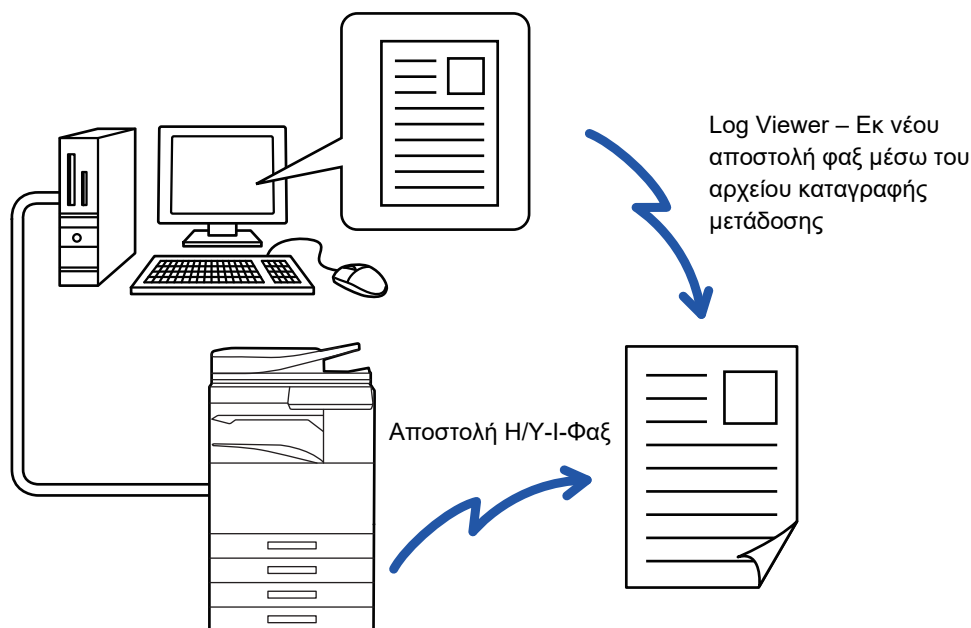 Log Viewer – Εκ νέου
αποστολή φαξ μέσω του
αρχείου καταγραφής
μετάδοσης
Αποστολή Η/Υ-Ι-Φαξ